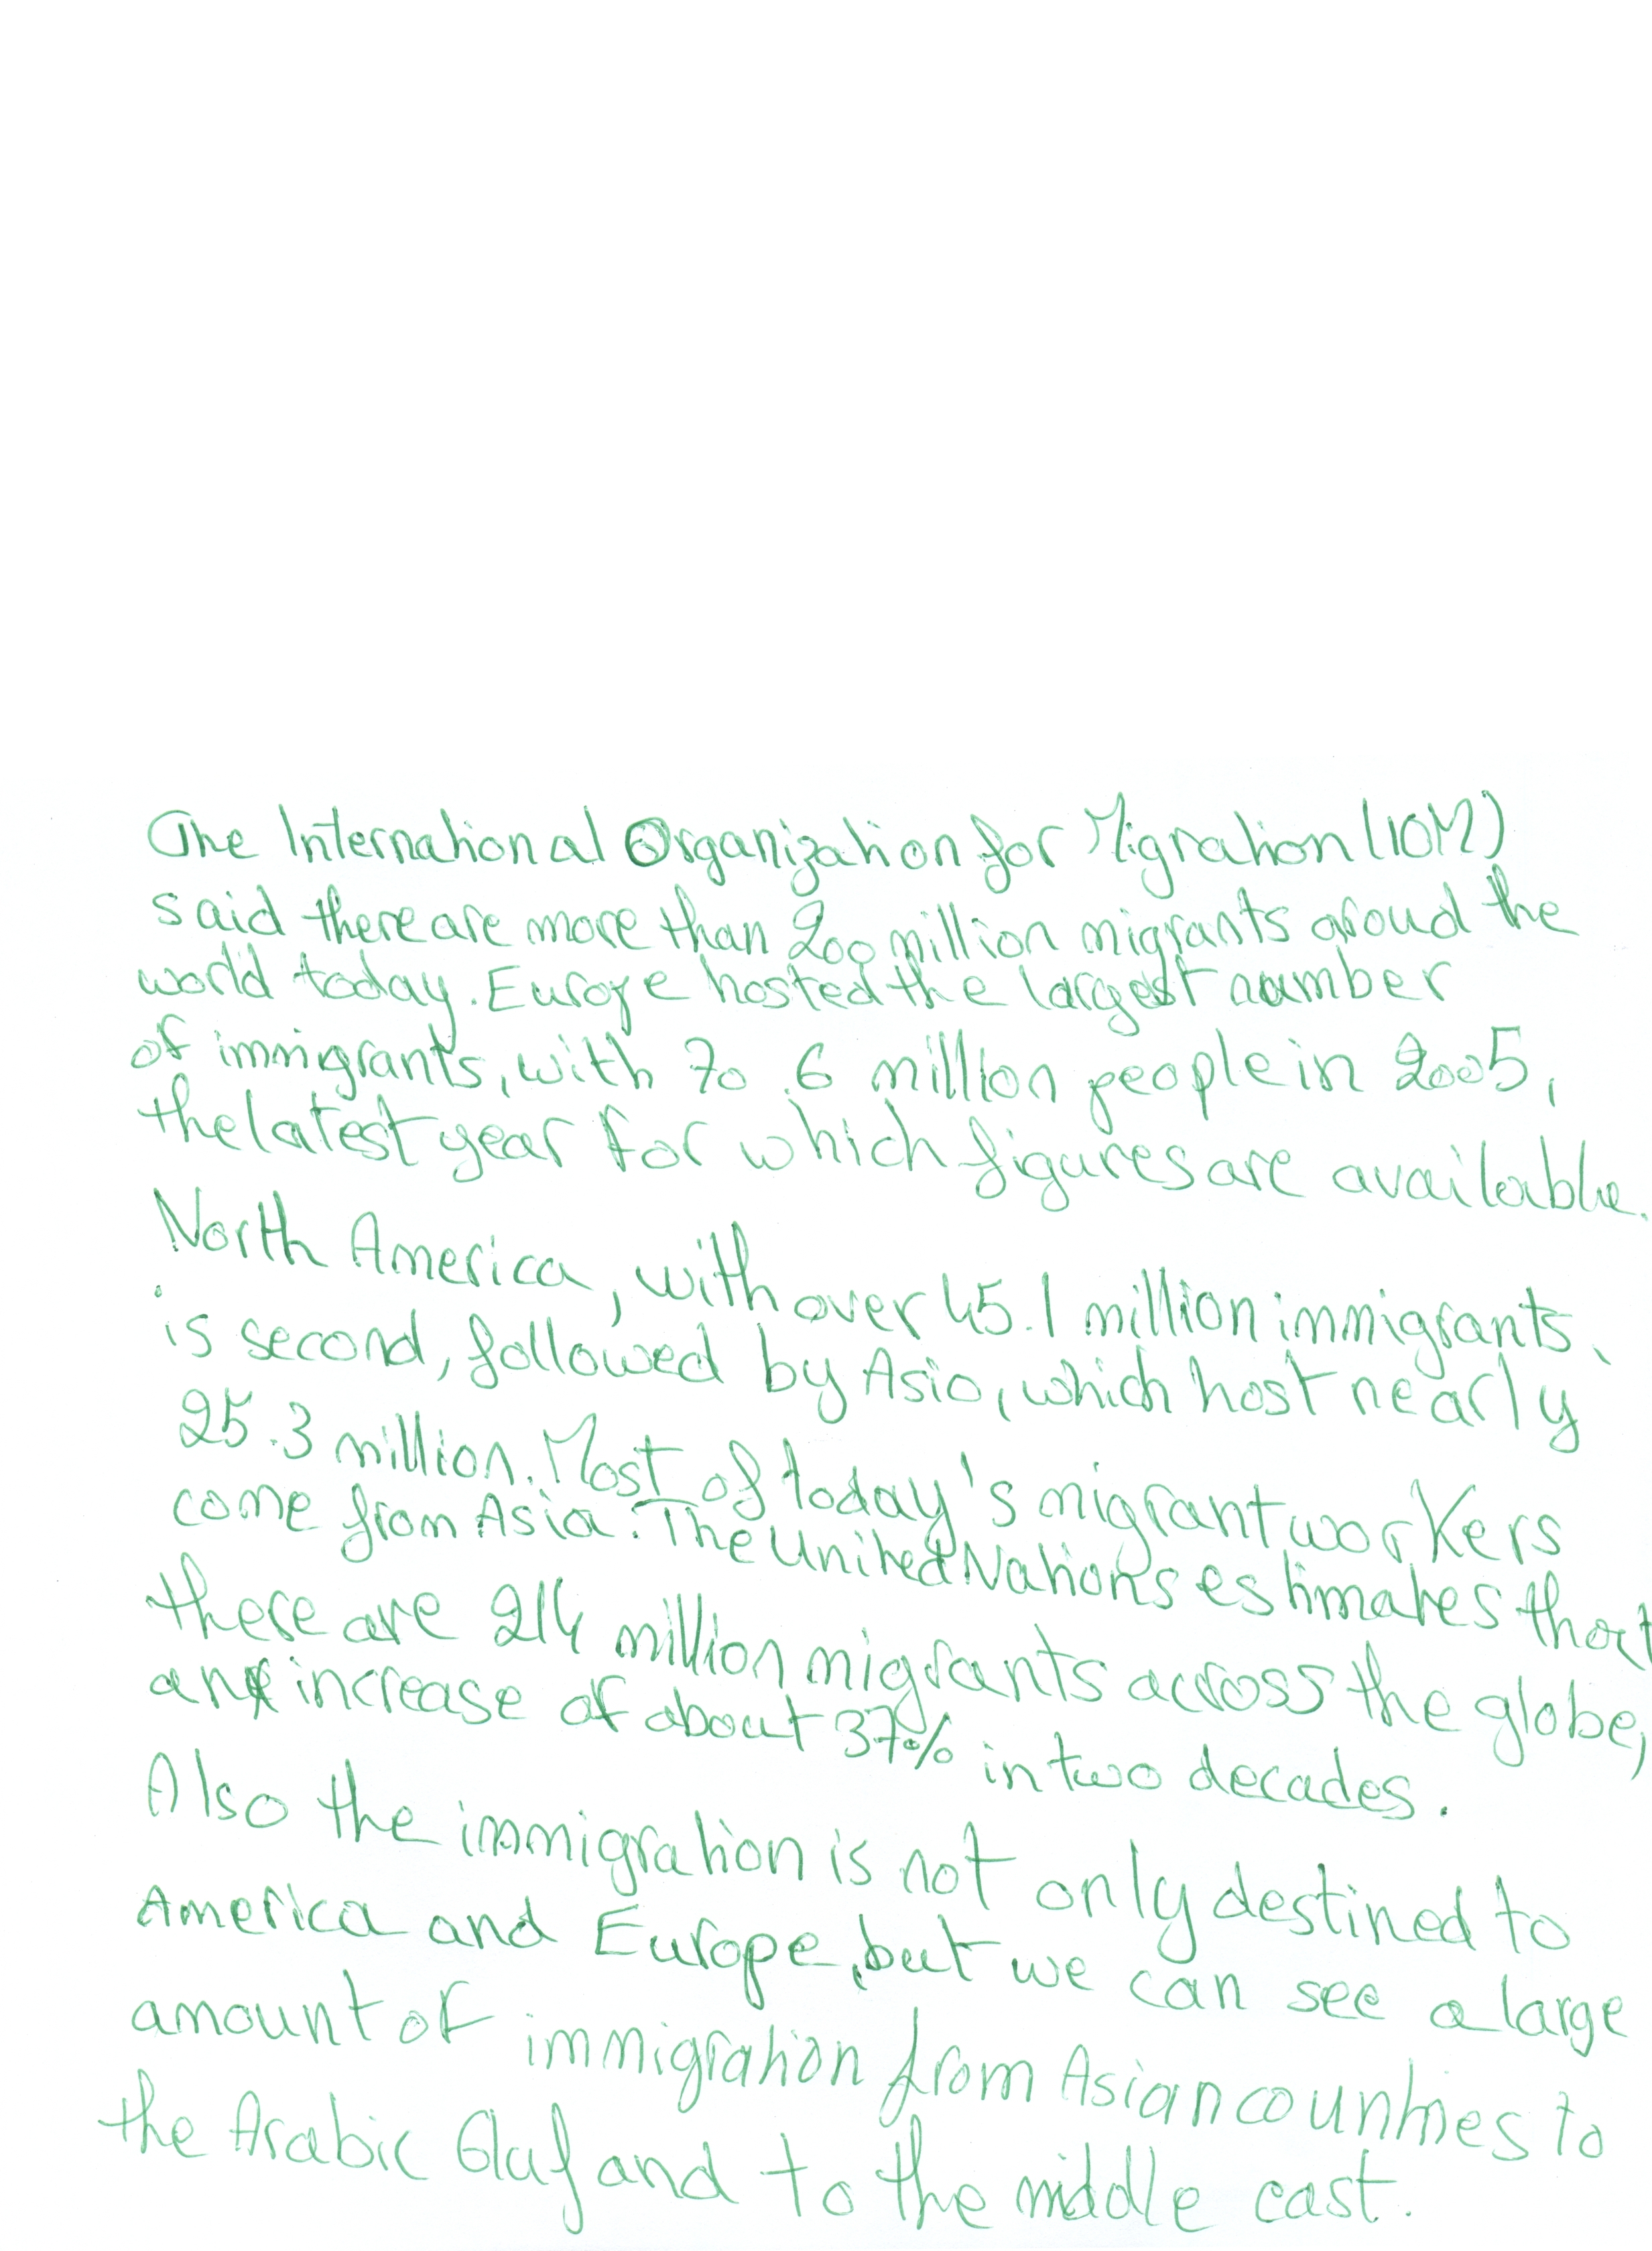 The International Organization for Migration (IOM)
said there are more than 200 million migrants aroud the
world today. Europe hosted the largest number
of immigrants, with 70.6 million people in 2005,
the latest year for which figures are available.
North America, with over 45.1 million immigrants,
is second, followed by Asia, which host nearly
25.3 million. Most of today's migrant workers
come from Asia. The United Nations estimates that
there are 214 million migrants across the globe,
an increase of about 37% in two decades.
Also the immigration is not only destined to
America and Europe, but we can see a large
amount of immigration from Asian countries to
the Arabic Gluf and to the middle east.